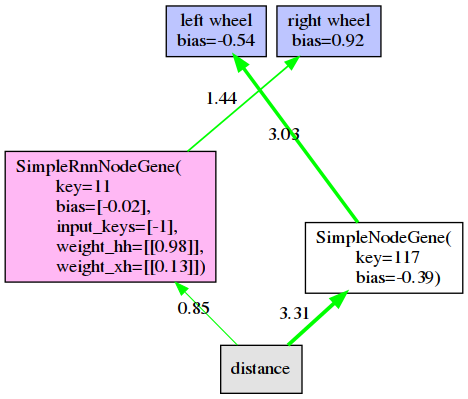 left wheel
bias=-0.54
right wheel
bias=0.92
1.44
3.03
SimpleRnnNodeGene(
key=11
bias=[-0.02],
input_keys=[-1],
weight_hh=[[0.98]],
weight_xh=[[0.13]])
SimpleNodeGene(
key=117
bias=-0.39)
0.85
3.31
distance